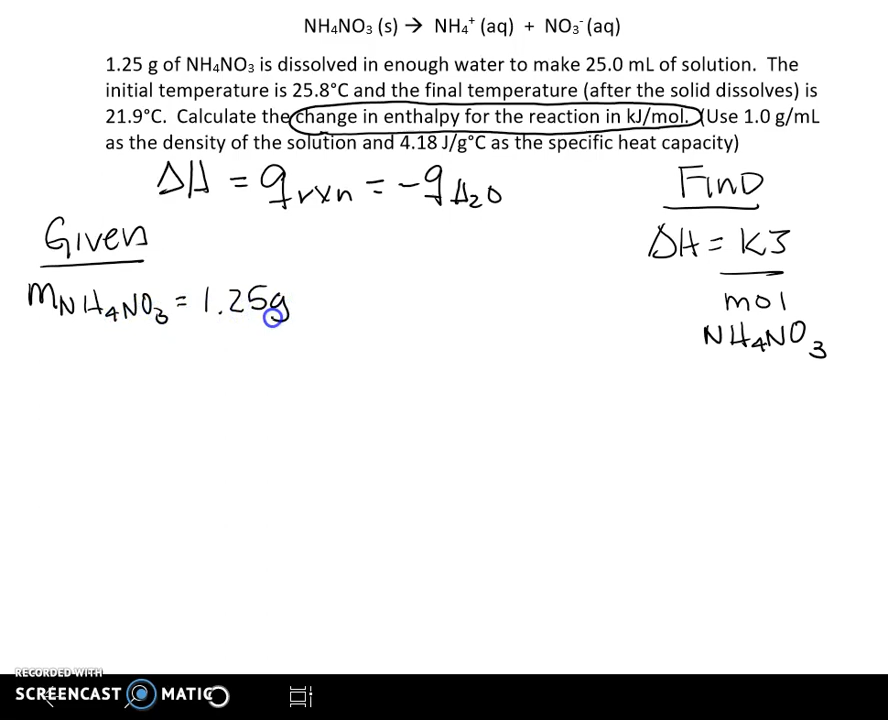 NH₄NO₃ (s) → NH₄⁺ (aq) + NO₃⁻ (aq)
1.25 g of NH₄NO₃ is dissolved in enough water to make 25.0 mL of solution. The
initial temperature is 25.8°C and the final temperature (after the solid dissolves) is
21.9°C. Calculate the change in enthalpy for the reaction in kJ/mol. (Use 1.0 g/mL
as the density of the solution and 4.18 J/g°C as the specific heat capacity)
ΔH = qrxn = -qH₂O
Find
Given
ΔH = KJ
mNH₄NO₃ = 1.25g
mol
NH₄NO₃
RECORDED WITH
SCREENCAST MATIC